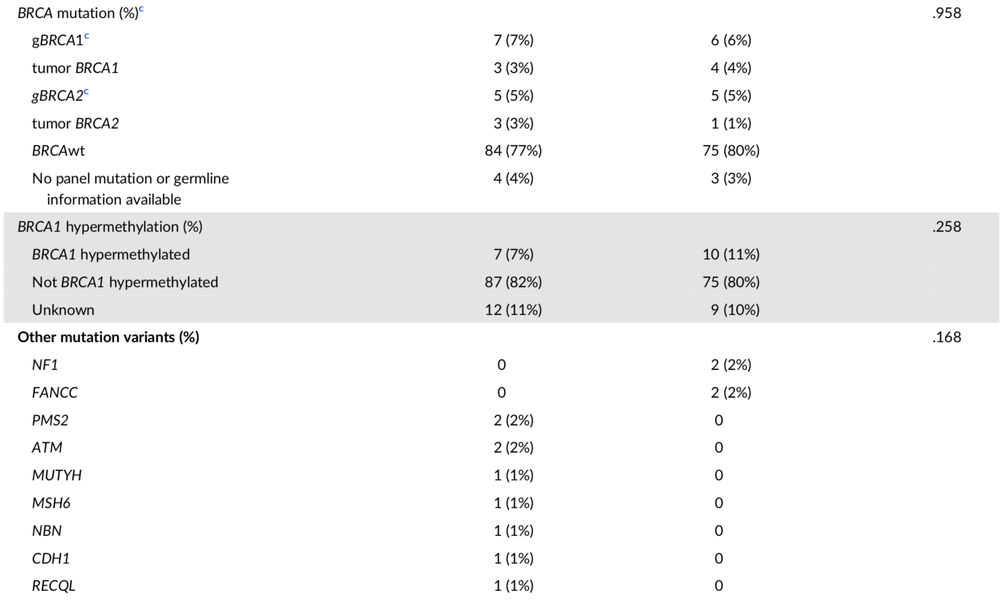 BRCA mutation (%)c .958
gBRCA1c 7 (7%) 6 (6%)
tumor BRCA1 3 (3%) 4 (4%)
gBRCA2c 5 (5%) 5 (5%)
tumor BRCA2 3 (3%) 1 (1%)
BRCAwt 84 (77%) 75 (80%)
No panel mutation or germline 4 (4%) 3 (3%)
information available
BRCA1 hypermethylation (%) .258
BRCA1 hypermethylated 7 (7%) 10 (11%)
Not BRCA1 hypermethylated 87 (82%) 75 (80%)
Unknown 12 (11%) 9 (10%)
Other mutation variants (%) .168
NF1 0 2 (2%)
FANCC 0 2 (2%)
PMS2 2 (2%) 0
ATM 2 (2%) 0
MUTYH 1 (1%) 0
MSH6 1 (1%) 0
NBN 1 (1%) 0
CDH1 1 (1%) 0
RECQL 1 (1%) 0